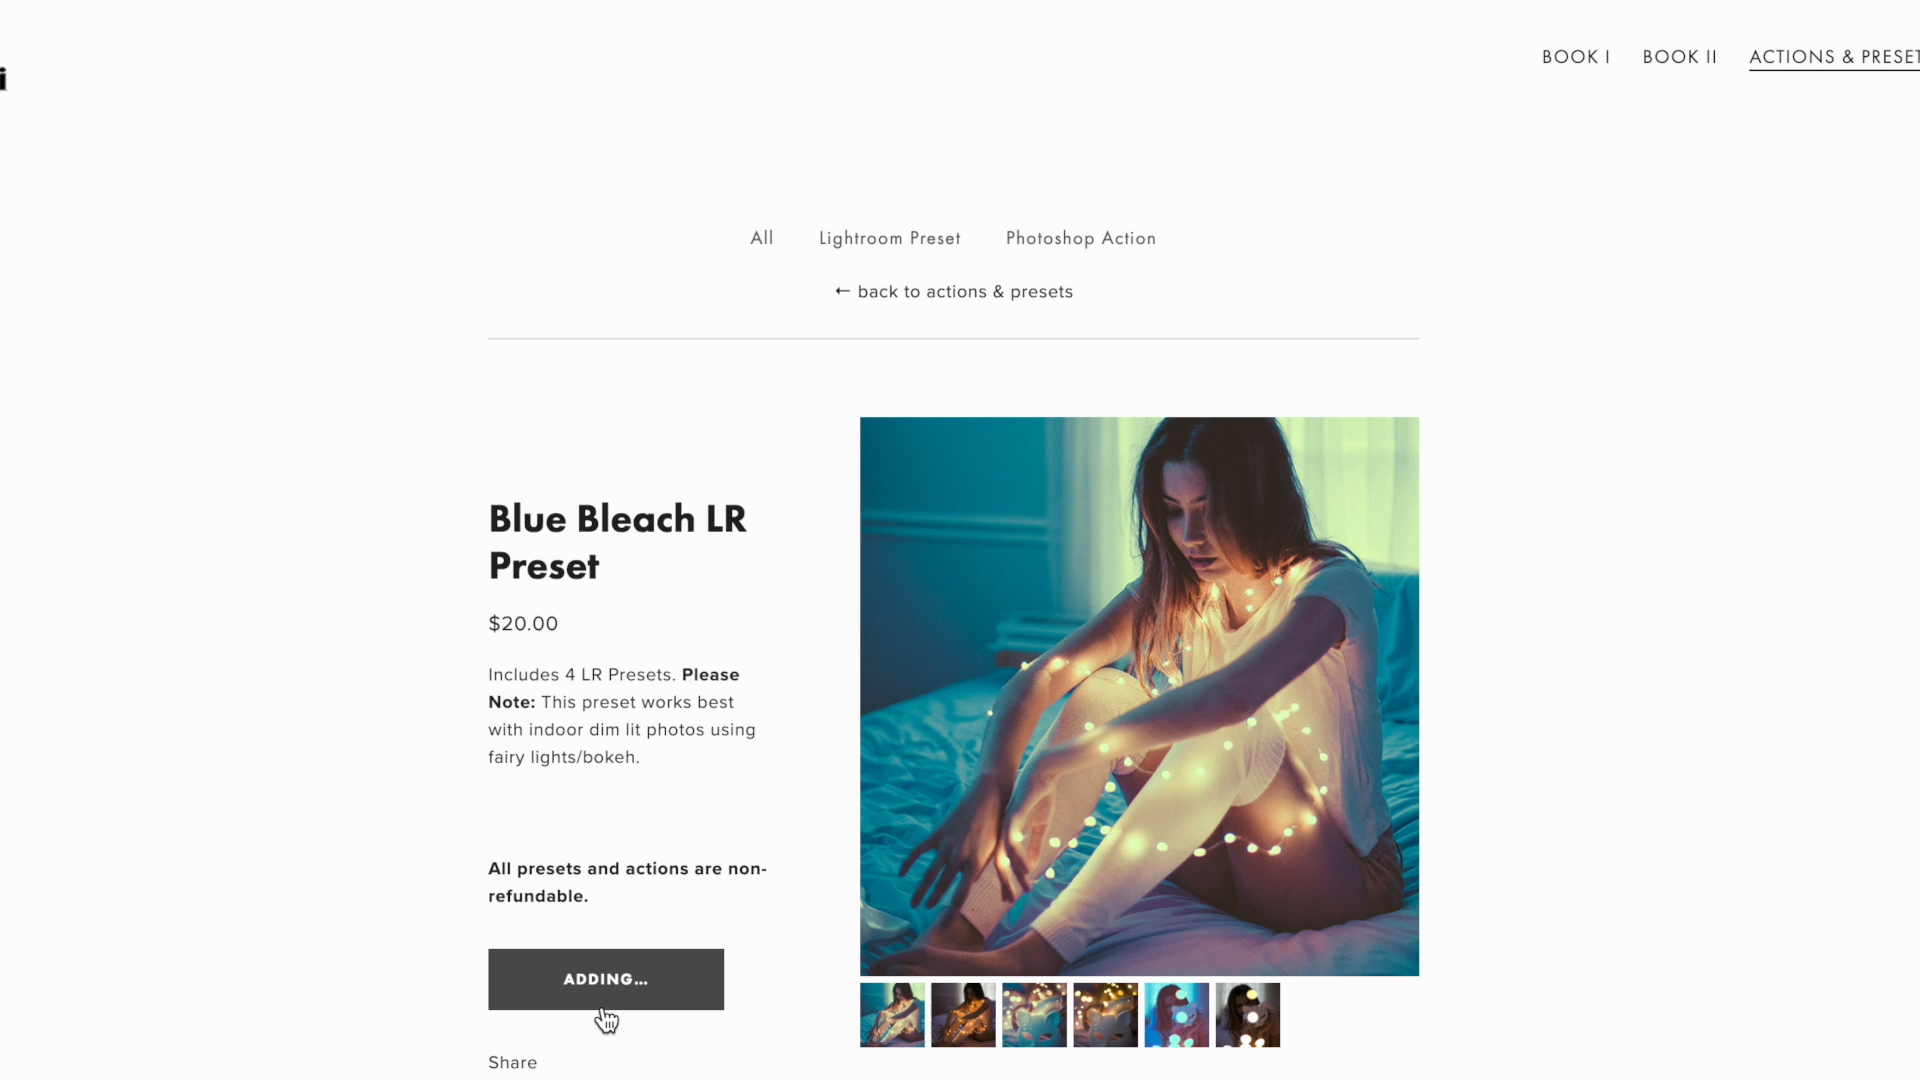 i
BOOK I BOOK II ACTIONS & PRESET
All Lightroom Preset Photoshop Action
← back to actions & presets
Blue Bleach LR
Preset
$20.00
Includes 4 LR Presets. Please
Note: This preset works best
with indoor dim lit photos using
fairy lights/bokeh.
All presets and actions are non-
refundable.
ADDING...
Share